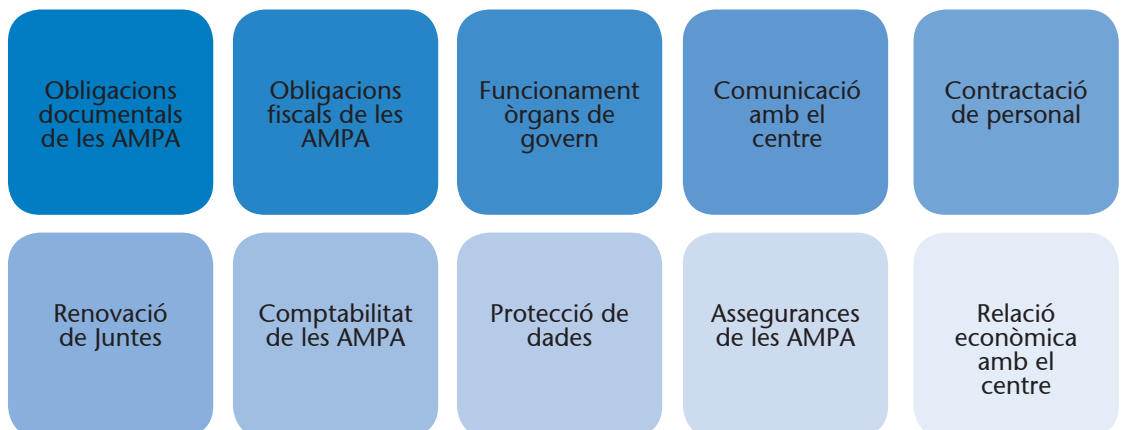 Obligacions
documentals
de les AMPA
Obligacions
fiscals de les
AMPA
Funcionament
òrgans de
govern
Comunicació
amb el
centre
Contractació
de personal
Renovació
de Juntes
Comptabilitat
de les AMPA
Protecció de
dades
Assegurances
de les AMPA
Relació
econòmica
amb el
centre